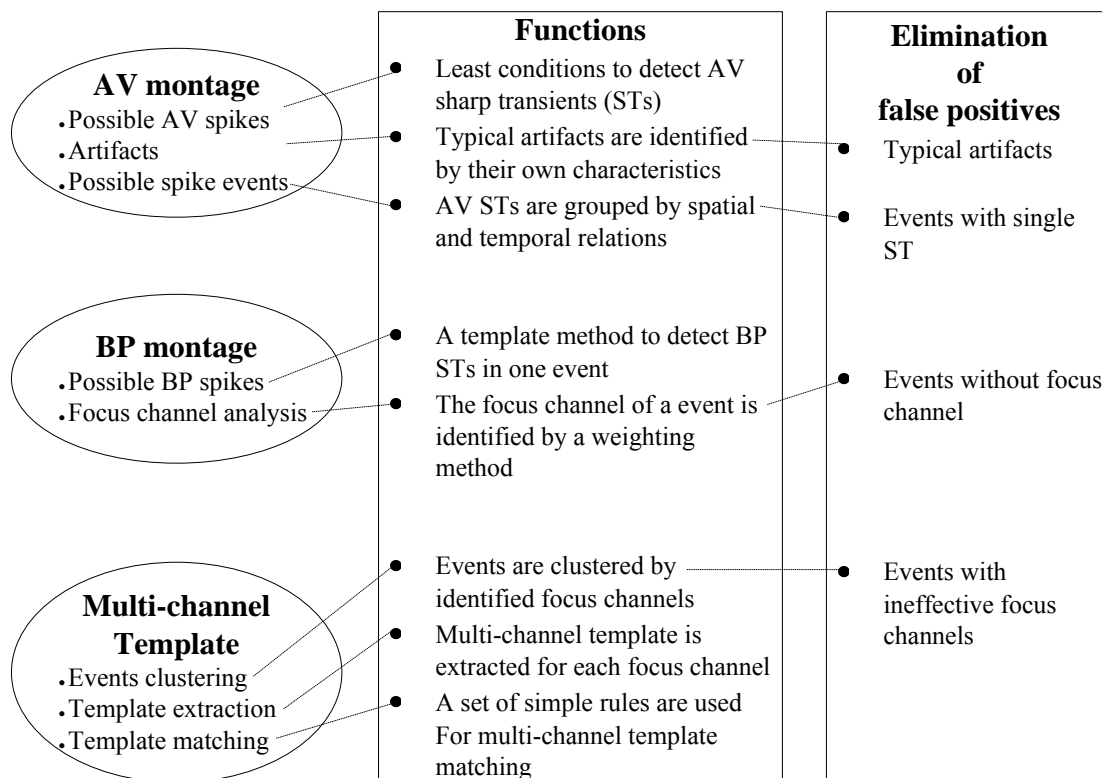 AV montage
.Possible AV spikes
.Artifacts
.Possible spike events
BP montage
.Possible BP spikes
.Focus channel analysis
Multi-channel
Template
.Events clustering
.Template extraction
.Template matching
Functions
● Least conditions to detect AV
sharp transients (STs)
● Typical artifacts are identified
by their own characteristics
● AV STs are grouped by spatial
and temporal relations
● A template method to detect BP
STs in one event
● The focus channel of a event is
identified by a weighting
method
● Events are clustered by
identified focus channels
● Multi-channel template is
extracted for each focus channel
● A set of simple rules are used
For multi-channel template
matching
Elimination
of
false positives
● Typical artifacts
● Events with single
ST
● Events without focus
channel
● Events with
ineffective focus
channels